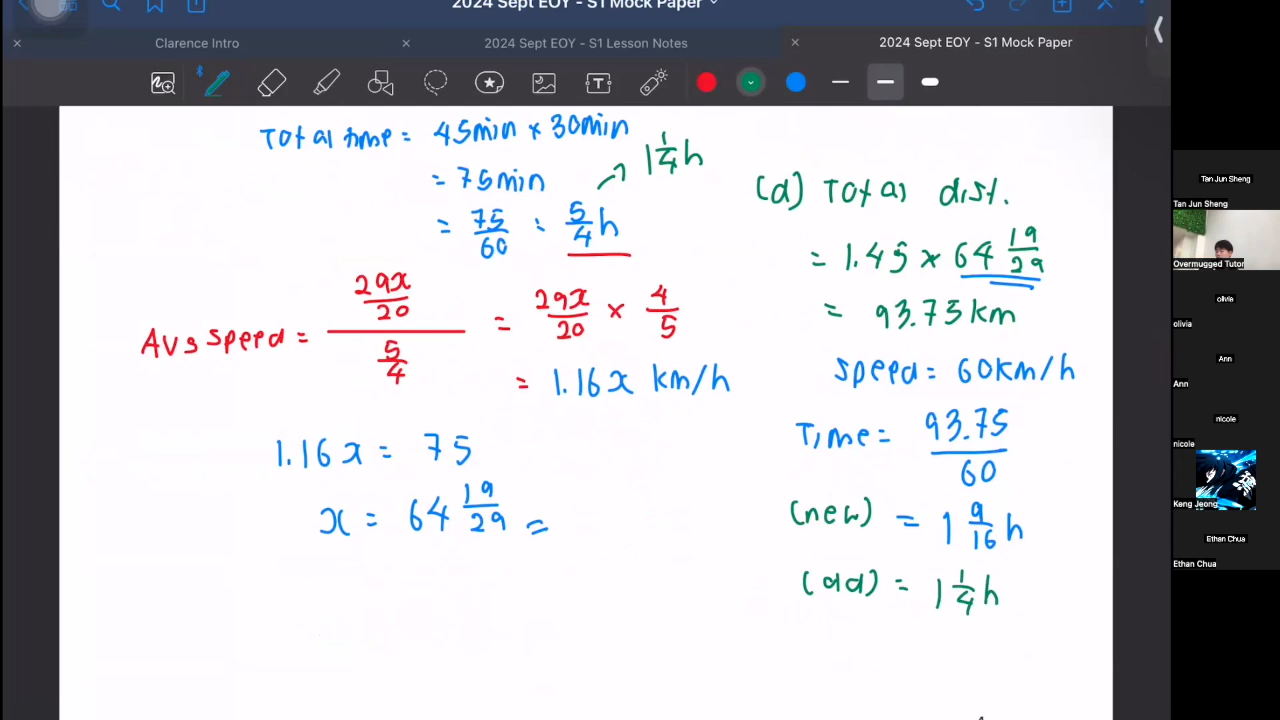 2024 Sept EOY - S1 Mock Paper
Clarence Intro
2024 Sept EOY - S1 Lesson Notes
2024 Sept EOY - S1 Mock Paper
Total time = 45min × 30min
= 75min
= 75/60 = 5/4 h
1 1/4 h
Avg speed = (29x/20)/(5/4) = 29x/20 × 4/5
= 1.16x km/h
1.16x = 75
x = 64 19/29
(d) Total dist.
= 1.45 × 64 19/29
= 93.75 km
Speed = 60km/h
Time = 93.75/60
(new) = 1 9/16 h
(old) = 1 1/4 h
Tan Jun Sheng
Tan Jun Sheng
Overmugged Tutor
olivia
olivia
Ann
Ann
nicole
nicole
Keng Jeong
Ethan Chua
Ethan Chua